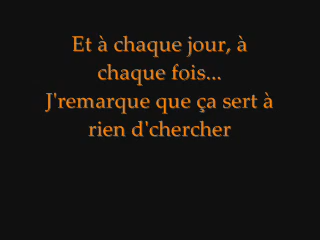 Et à chaque jour, à
chaque fois...
J'remarque que ça sert à
rien d'chercher